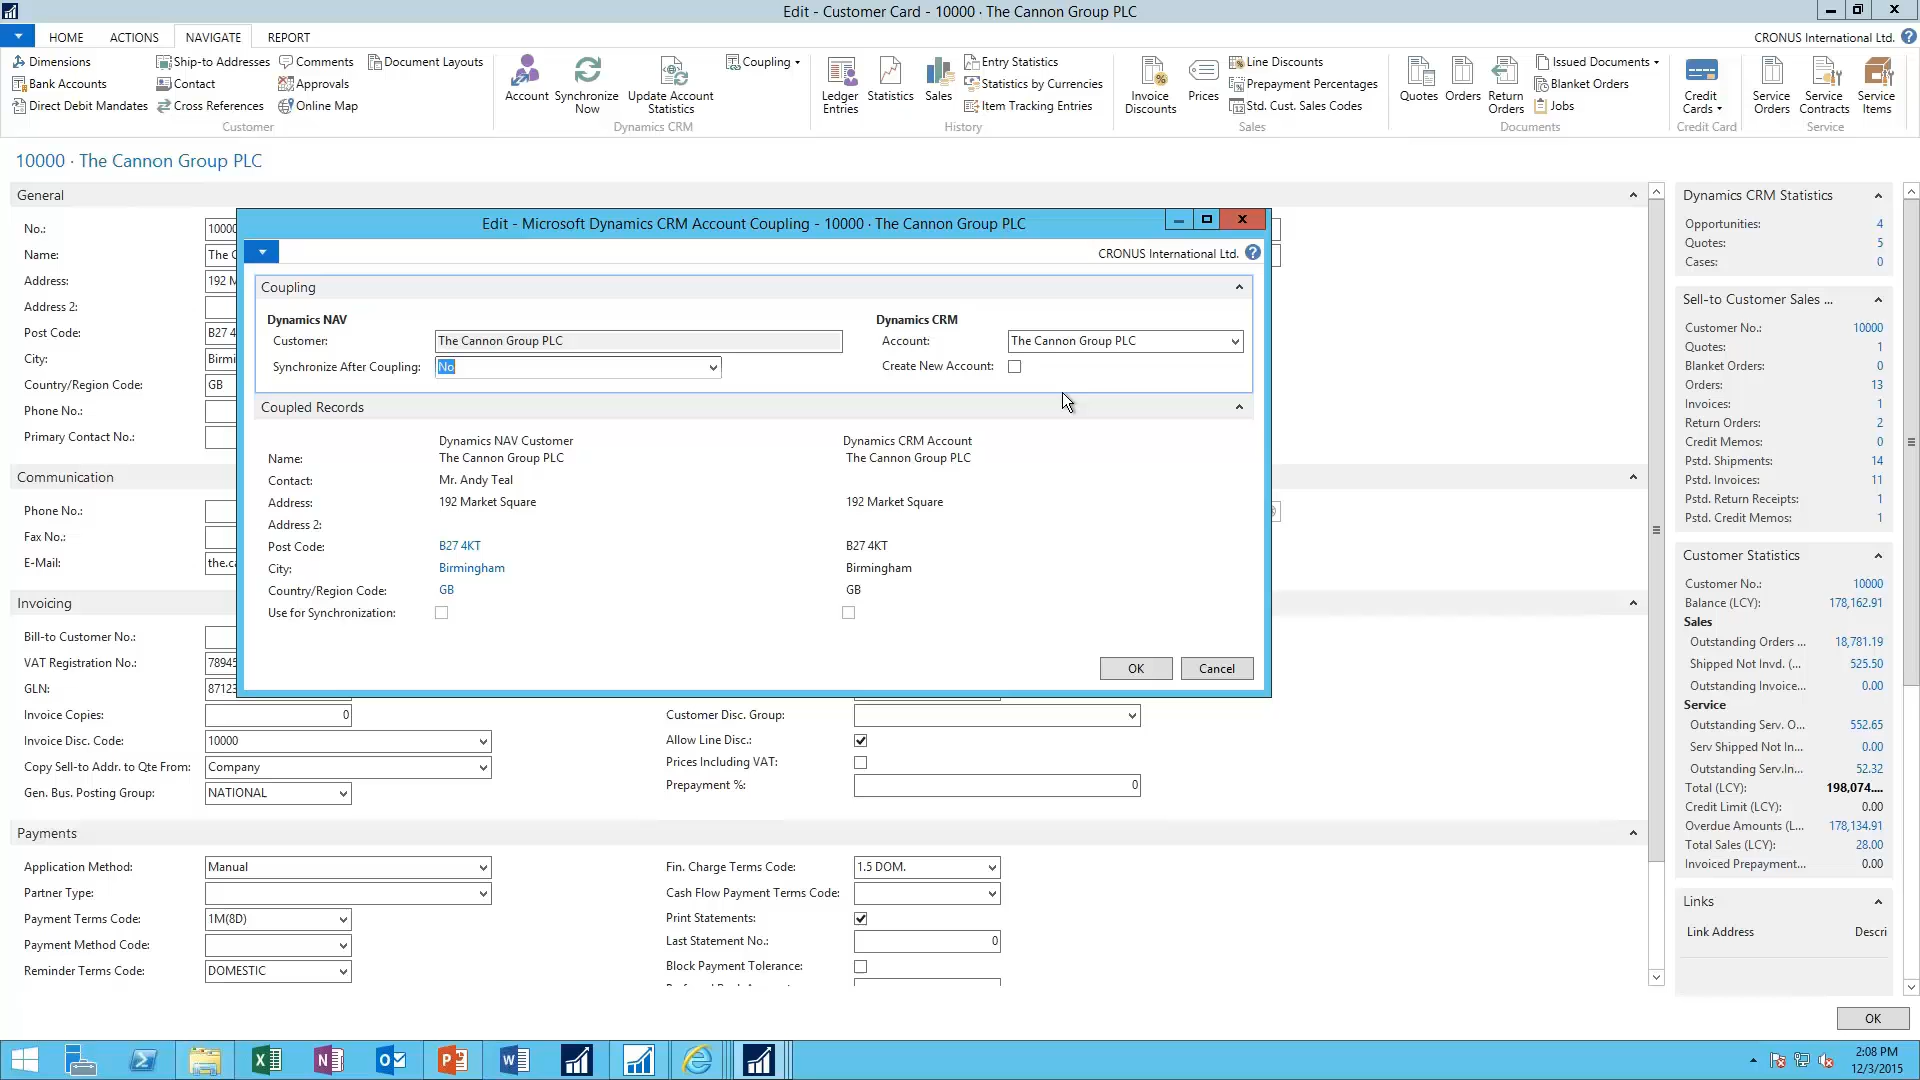 Edit - Customer Card - 10000 · The Cannon Group PLC
HOME ACTIONS NAVIGATE REPORT
CRONUS International Ltd.
Dimensions
Bank Accounts
Direct Debit Mandates
Ship-to Addresses
Contact
Cross References
Comments
Approvals
Online Map
Document Layouts
Customer
Account
Synchronize Now
Update Account Statistics
Coupling
Dynamics CRM
Ledger Entries
Statistics
Sales
Entry Statistics
Statistics by Currencies
Item Tracking Entries
History
Invoice Discounts
Prices
Line Discounts
Prepayment Percentages
Std. Cust. Sales Codes
Sales
Quotes
Orders
Return Orders
Issued Documents
Blanket Orders
Jobs
Documents
Credit Cards
Credit Card
Service Orders
Service Contracts
Service Items
Service
10000 · The Cannon Group PLC
General
No.: 10000
Name: The C
Address: 192 M
Address 2:
Post Code: B27 4
City: Birmi
Country/Region Code: GB
Phone No.:
Primary Contact No.:
Communication
Phone No.:
Fax No.:
E-Mail: the.ca
Invoicing
Bill-to Customer No.:
VAT Registration No.: 78945
GLN: 87123
Invoice Copies: 0
Invoice Disc. Code: 10000
Copy Sell-to Addr. to Qte From: Company
Gen. Bus. Posting Group: NATIONAL
Customer Disc. Group:
Allow Line Disc.:
Prices Including VAT:
Prepayment %: 0
Payments
Application Method: Manual
Partner Type:
Payment Terms Code: 1M(8D)
Payment Method Code:
Reminder Terms Code: DOMESTIC
Fin. Charge Terms Code: 1.5 DOM.
Cash Flow Payment Terms Code:
Print Statements:
Last Statement No.: 0
Block Payment Tolerance:
Edit - Microsoft Dynamics CRM Account Coupling - 10000 · The Cannon Group PLC
CRONUS International Ltd.
Coupling
Dynamics NAV
Customer: The Cannon Group PLC
Synchronize After Coupling: No
Dynamics CRM
Account: The Cannon Group PLC
Create New Account:
Coupled Records
Dynamics NAV Customer Dynamics CRM Account
Name: The Cannon Group PLC The Cannon Group PLC
Contact: Mr. Andy Teal
Address: 192 Market Square 192 Market Square
Address 2:
Post Code: B27 4KT B27 4KT
City: Birmingham Birmingham
Country/Region Code: GB GB
Use for Synchronization:
OK Cancel
Dynamics CRM Statistics
Opportunities: 4
Quotes: 5
Cases: 0
Sell-to Customer Sales ...
Customer No.: 10000
Quotes: 1
Blanket Orders: 0
Orders: 13
Invoices: 1
Return Orders: 2
Credit Memos: 0
Pstd. Shipments: 14
Pstd. Invoices: 11
Pstd. Return Receipts: 1
Pstd. Credit Memos: 1
Customer Statistics
Customer No.: 10000
Balance (LCY): 178,162.91
Sales
Outstanding Orders ... 18,781.19
Shipped Not Invd. (... 525.50
Outstanding Invoice... 0.00
Service
Outstanding Serv. O... 552.65
Serv Shipped Not In... 0.00
Outstanding Serv.In... 52.32
Total (LCY): 198,074....
Credit Limit (LCY): 0.00
Overdue Amounts (L... 178,134.91
Total Sales (LCY): 28.00
Invoiced Prepayment... 0.00
Links
Link Address Descri
OK
2:08 PM
12/3/2015